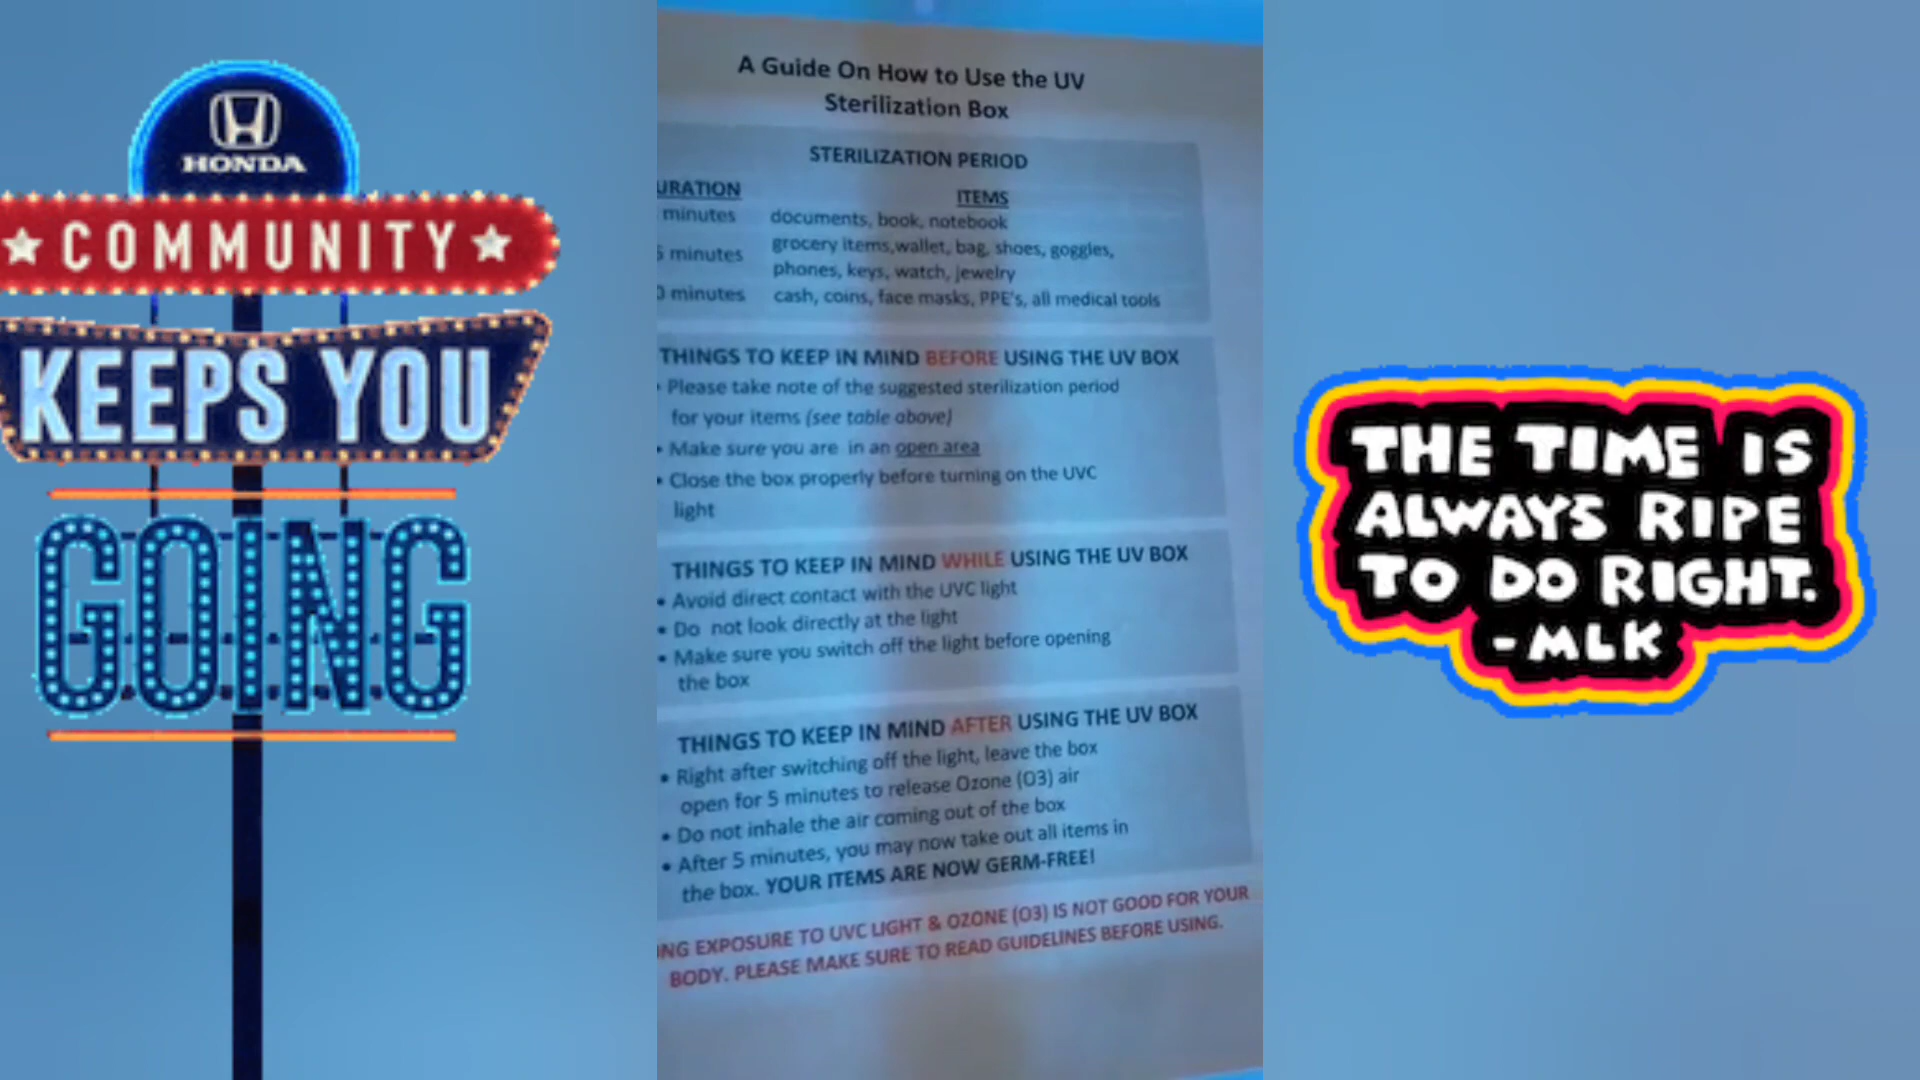 HONDA
COMMUNITY
KEEPS YOU
GOING
A Guide On How to Use the UV
Sterilization Box
STERILIZATION PERIOD
ITEMS
minutes documents, book, notebook
minutes grocery items,wallet, bag, shoes, goggles,
phones, keys, watch, jewelry
minutes cash, coins, face masks, PPE's, all medical tools
THINGS TO KEEP IN MIND BEFORE USING THE UV BOX
• Please take note of the suggested sterilization period
for your items (see table above)
• Make sure you are in an open area
• Close the box properly before turning on the UVC
light
THINGS TO KEEP IN MIND WHILE USING THE UV BOX
• Avoid direct contact with the UVC light
• Do not look directly at the light
• Make sure you switch off the light before opening
the box
THINGS TO KEEP IN MIND AFTER USING THE UV BOX
• Right after switching off the light, leave the box
open for 5 minutes to release Ozone (O3) air
• Do not inhale the air coming out of the box
• After 5 minutes, you may now take out all items in
the box. YOUR ITEMS ARE NOW GERM-FREE!
EXPOSURE TO UVC LIGHT & OZONE (O3) IS NOT GOOD FOR YOUR
BODY. PLEASE MAKE SURE TO READ GUIDELINES BEFORE USING.
THE TIME IS
ALWAYS RIPE
TO DO RIGHT.
-MLK